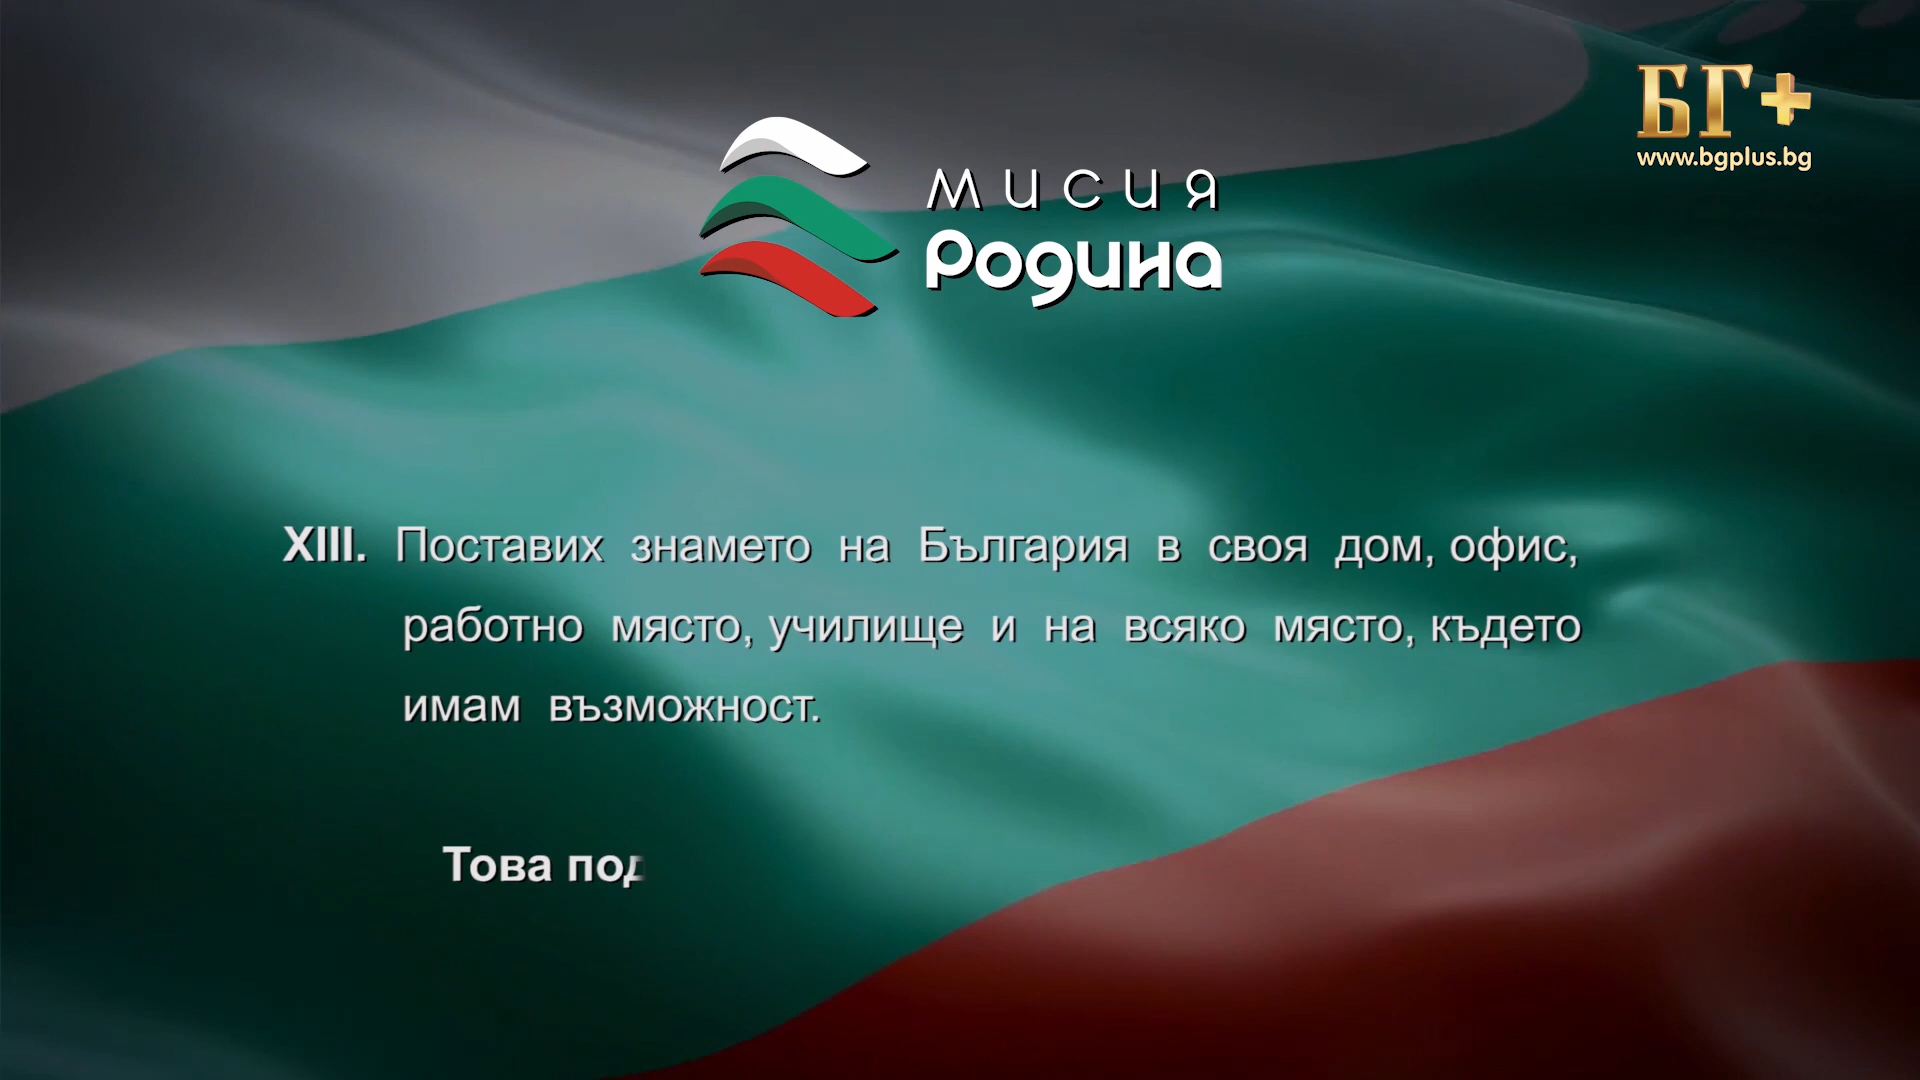 БГ+
www.bgplus.bg
мисия
Родина
XIII. Поставих знамето на България в своя дом, офис,
работно място, училище и на всяко място, където
имам възможност.
Това под